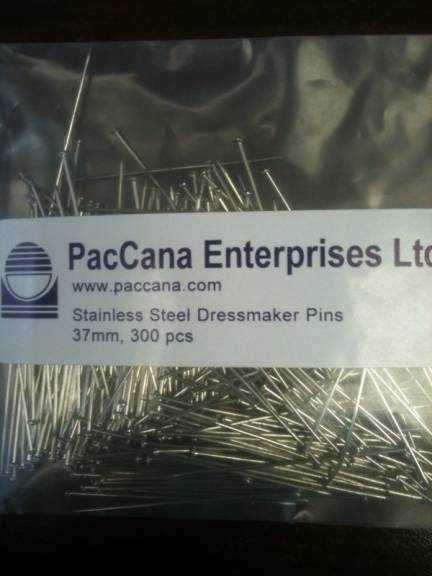 PacCana Enterprises Ltd
www.paccana.com
Stainless Steel Dressmaker Pins
37mm, 300 pcs